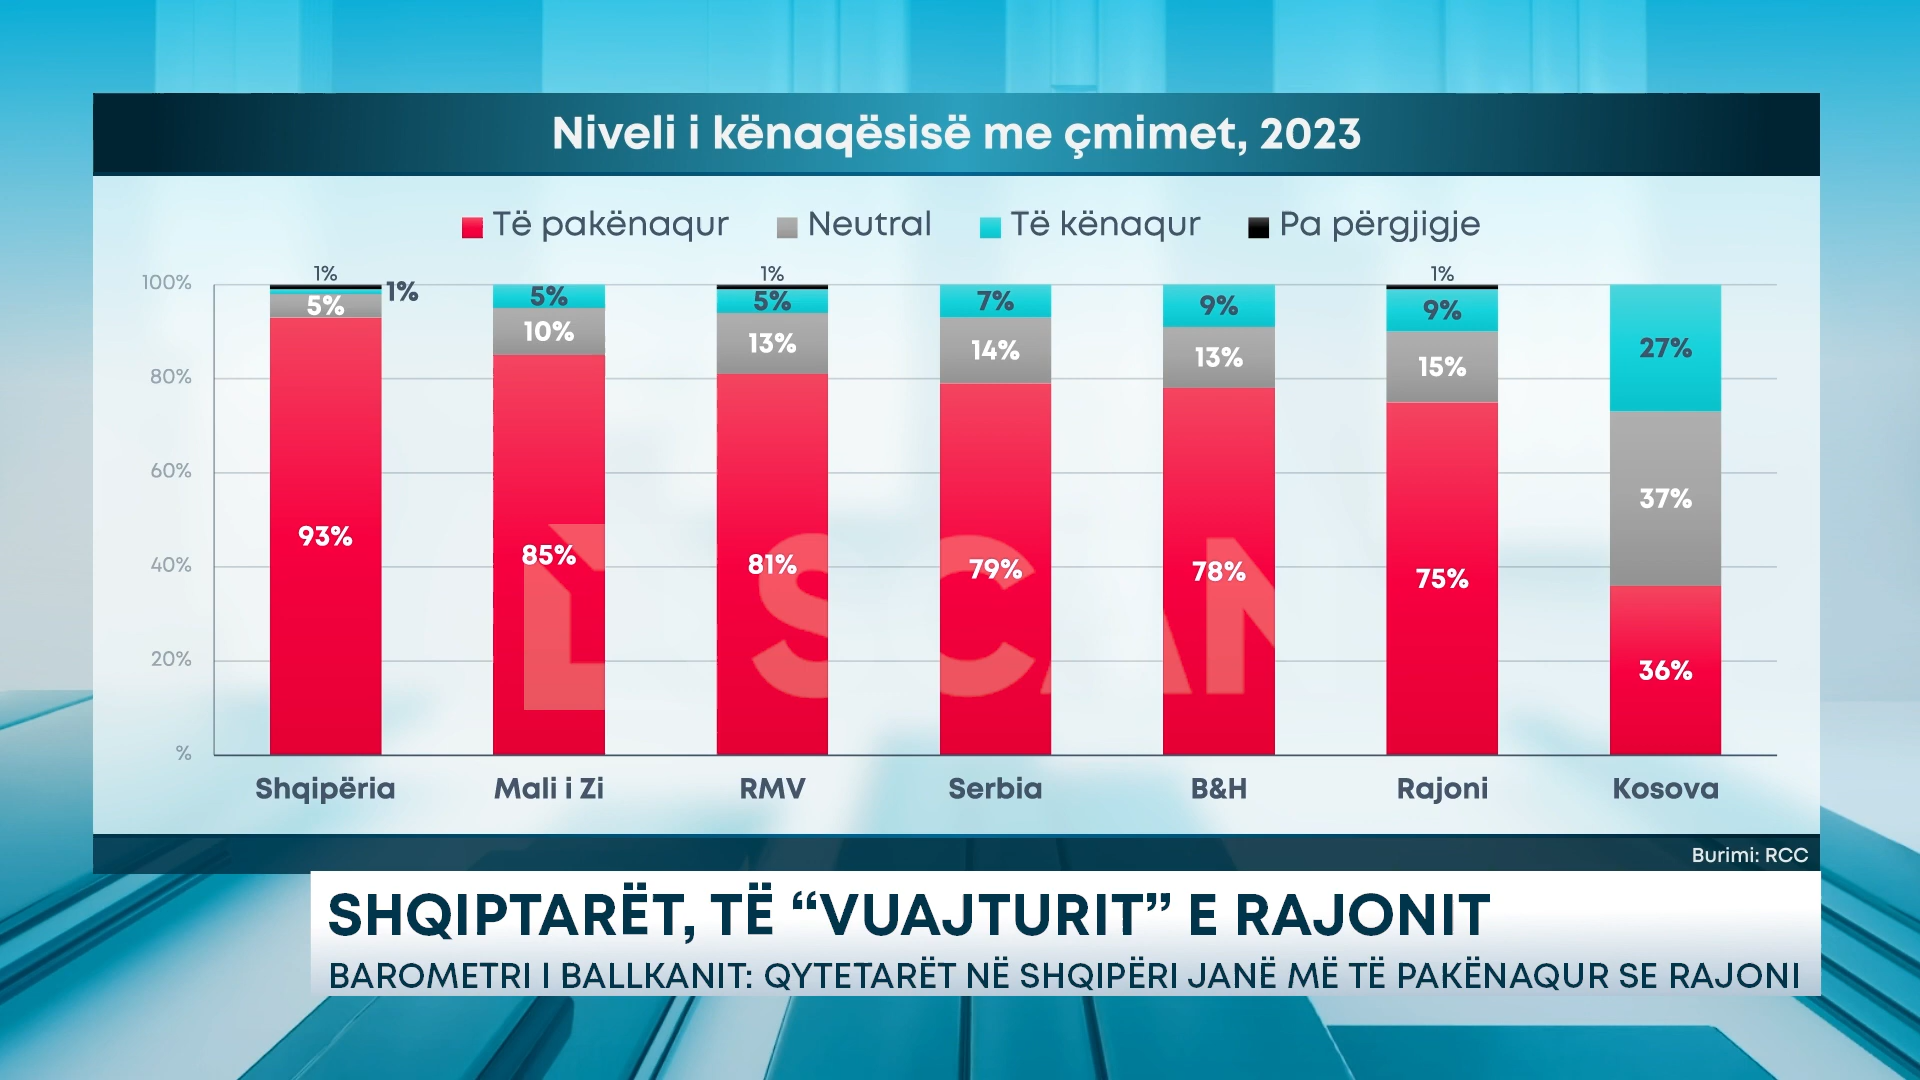 Niveli i kënaqësisë me çmimet, 2023
Të pakënaqur Neutral Të kënaqur Pa përgjigje
1% 1% 1%
100%
1% 5% 5% 7% 9% 9% 27%
5% 10% 13% 14% 13% 15% 37%
80%
60%
93% 85% 81% 79% 78% 75% 36%
40%
20%
%
Shqipëria Mali i Zi RMV Serbia B&H Rajoni Kosova
SCAN
Burimi: RCC
SHQIPTARËT, TË “VUAJTURIT” E RAJONIT
BAROMETRI I BALLKANIT: QYTETARËT NË SHQIPËRI JANË MË TË PAKËNAQUR SE RAJONI